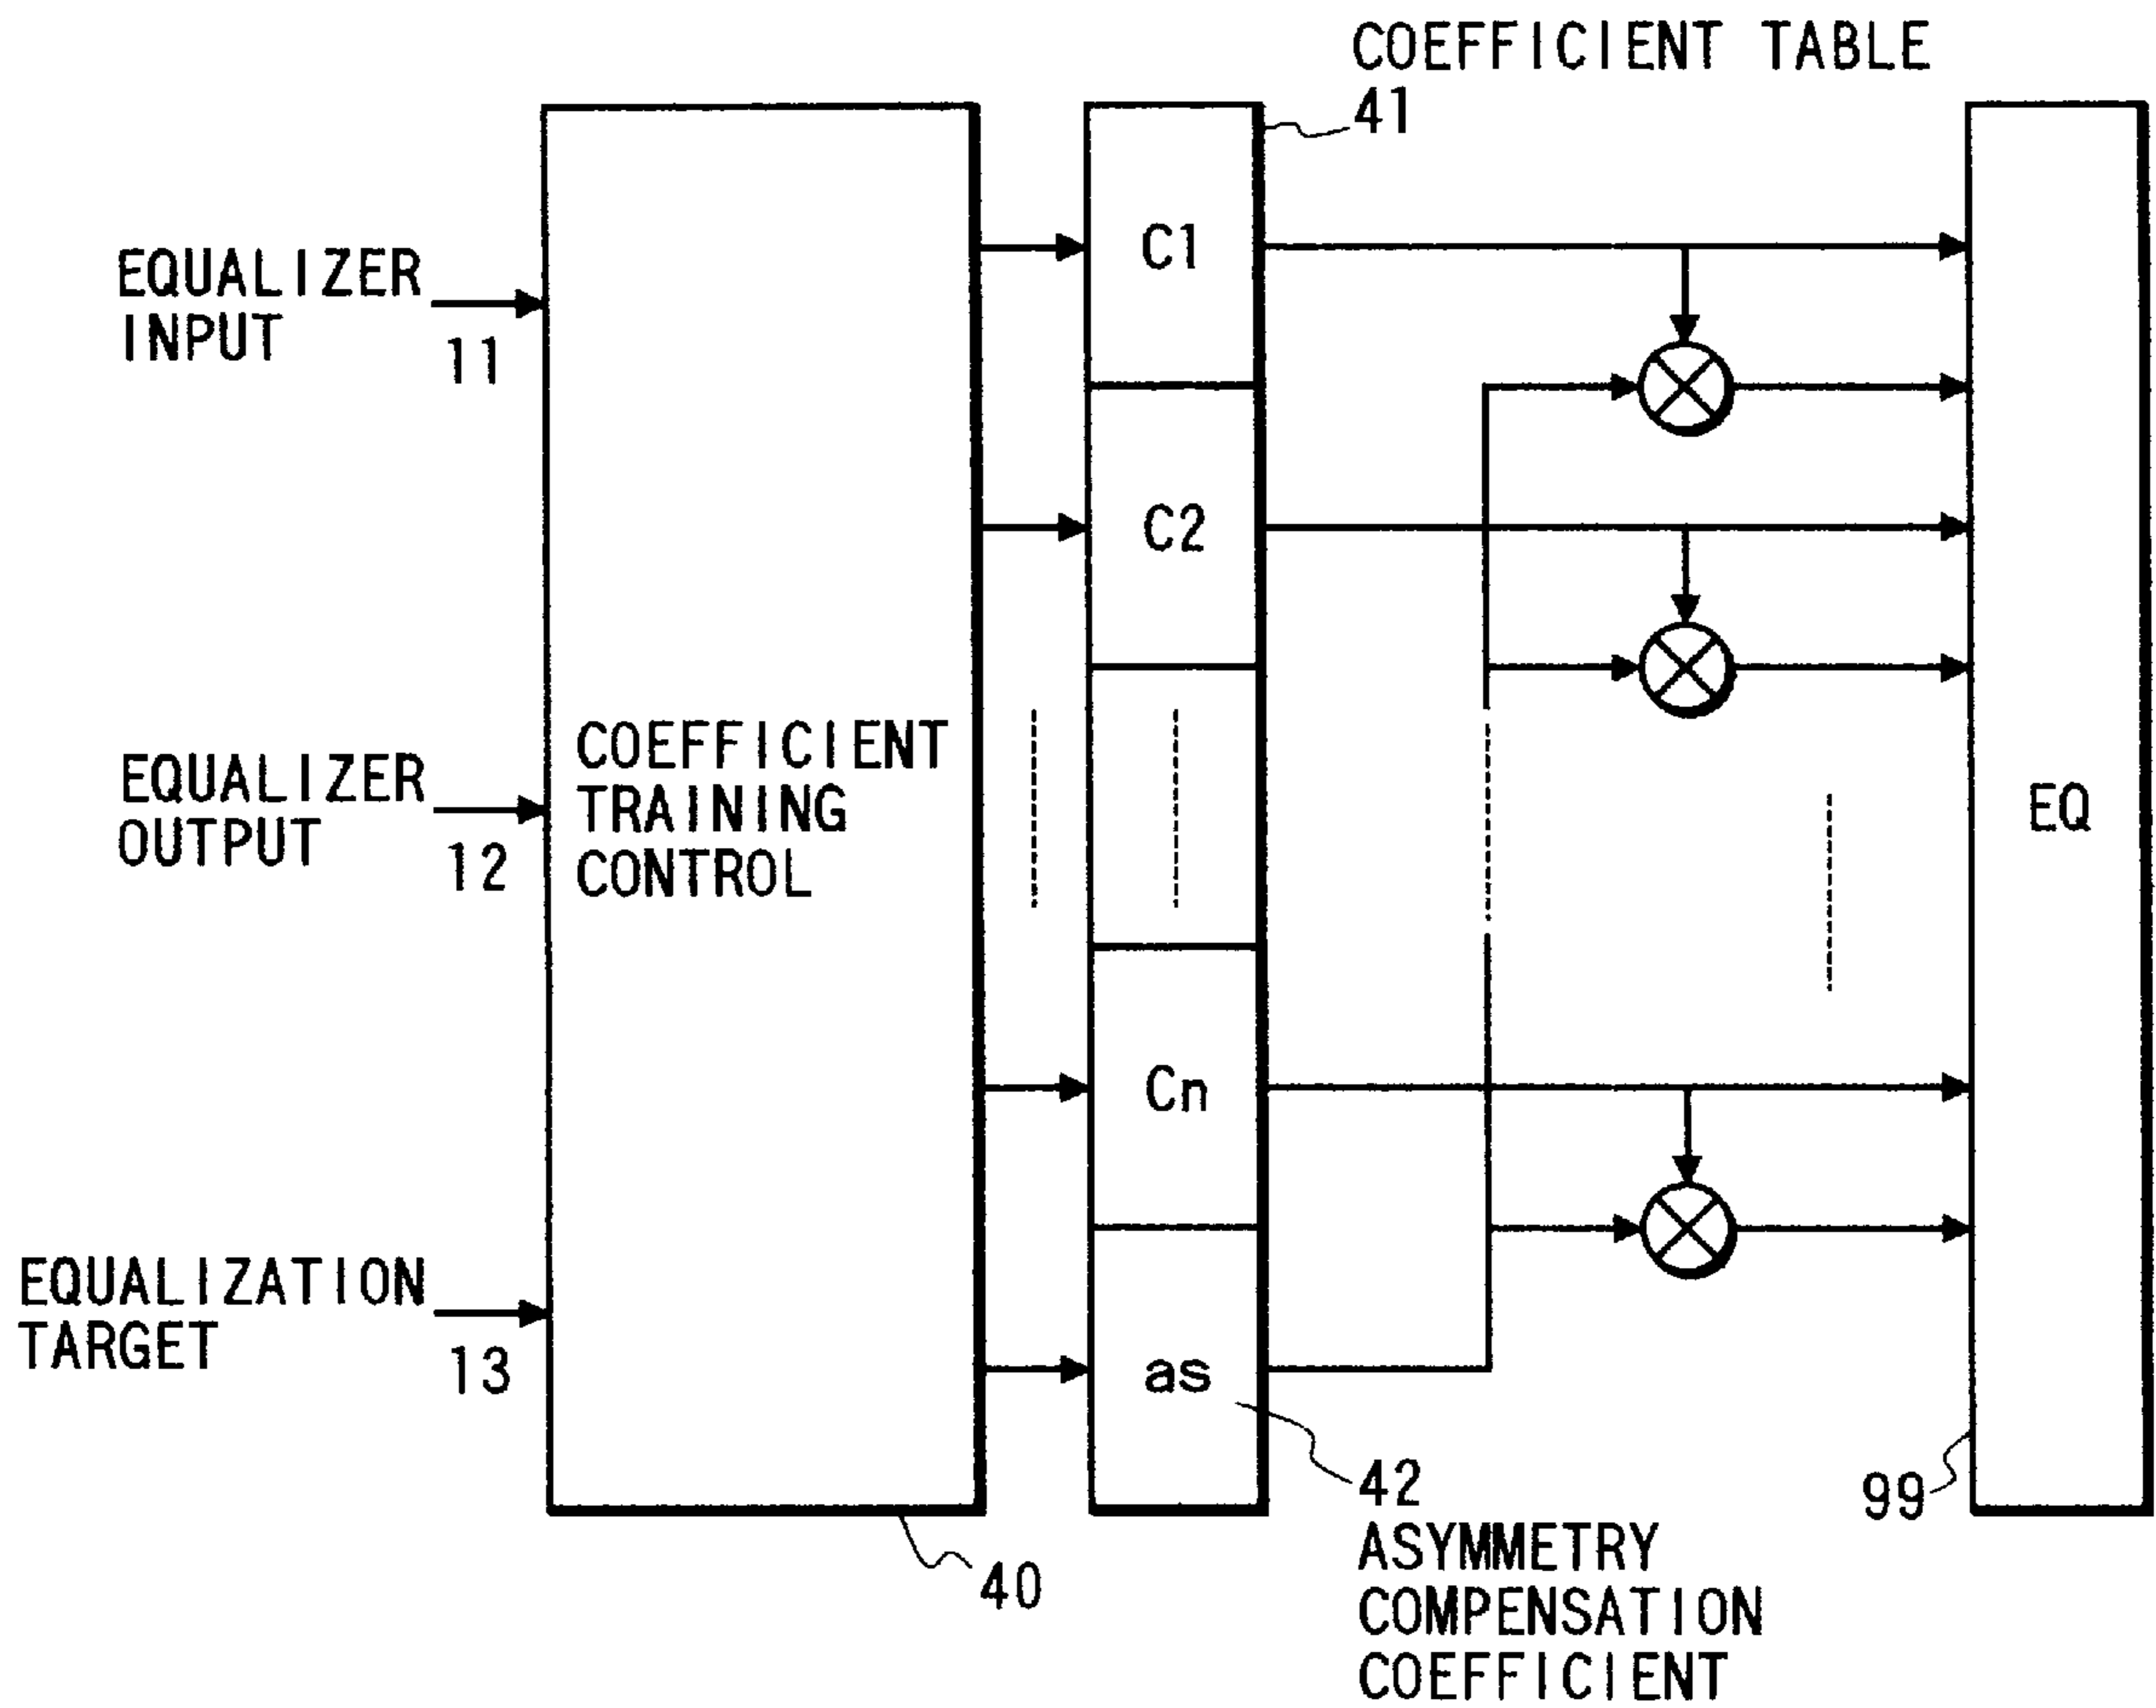 COEFFICIENT TABLE
41
EQUALIZER
INPUT
11
C1
C2
EQUALIZER
OUTPUT
12
COEFFICIENT
TRAINING
CONTROL
EQ
Cn
EQUALIZATION
TARGET
13
as
42
ASYMMETRY
COMPENSATION
COEFFICIENT
99
40